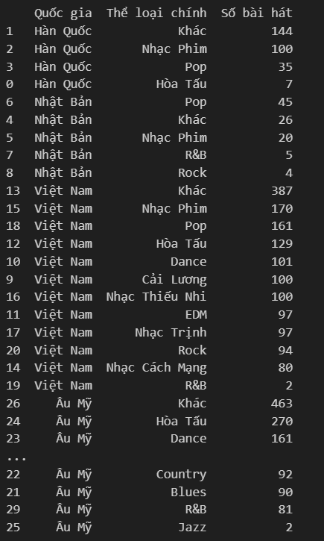 Quốc gia Thể loại chính Số bài hát
1 Hàn Quốc Khác 144
2 Hàn Quốc Nhạc Phim 100
3 Hàn Quốc Pop 35
0 Hàn Quốc Hòa Tấu 7
6 Nhật Bản Pop 45
4 Nhật Bản Khác 26
5 Nhật Bản Nhạc Phim 20
7 Nhật Bản R&B 5
8 Nhật Bản Rock 4
13 Việt Nam Khác 387
15 Việt Nam Nhạc Phim 170
18 Việt Nam Pop 161
12 Việt Nam Hòa Tấu 129
10 Việt Nam Dance 101
9 Việt Nam Cải Lương 100
16 Việt Nam Nhạc Thiếu Nhi 100
11 Việt Nam EDM 97
17 Việt Nam Nhạc Trịnh 97
20 Việt Nam Rock 94
14 Việt Nam Nhạc Cách Mạng 80
19 Việt Nam R&B 2
26 Âu Mỹ Khác 463
24 Âu Mỹ Hòa Tấu 270
23 Âu Mỹ Dance 161
...
22 Âu Mỹ Country 92
21 Âu Mỹ Blues 90
29 Âu Mỹ R&B 81
25 Âu Mỹ Jazz 2